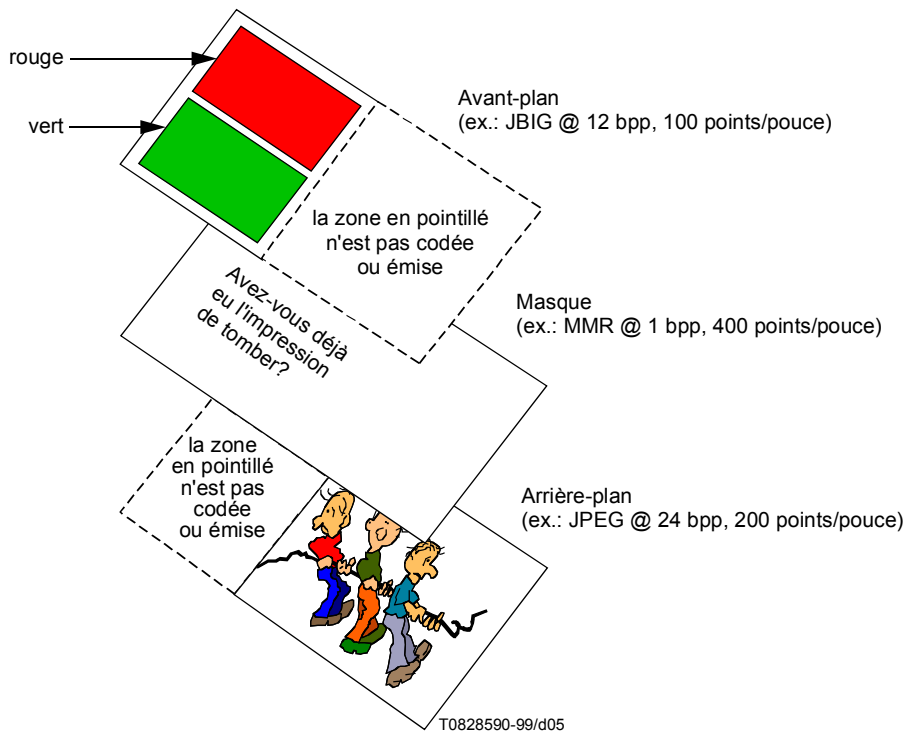 rouge
vert
Avant-plan
(ex.: JBIG @ 12 bpp, 100 points/pouce)
la zone en pointillé
n'est pas codée
ou émise
Avez-vous déjà
eu l'impression
de tomber?
Masque
(ex.: MMR @ 1 bpp, 400 points/pouce)
la zone
en pointillé
n'est pas
codée
ou émise
Arrière-plan
(ex.: JPEG @ 24 bpp, 200 points/pouce)
T0828590-99/d05